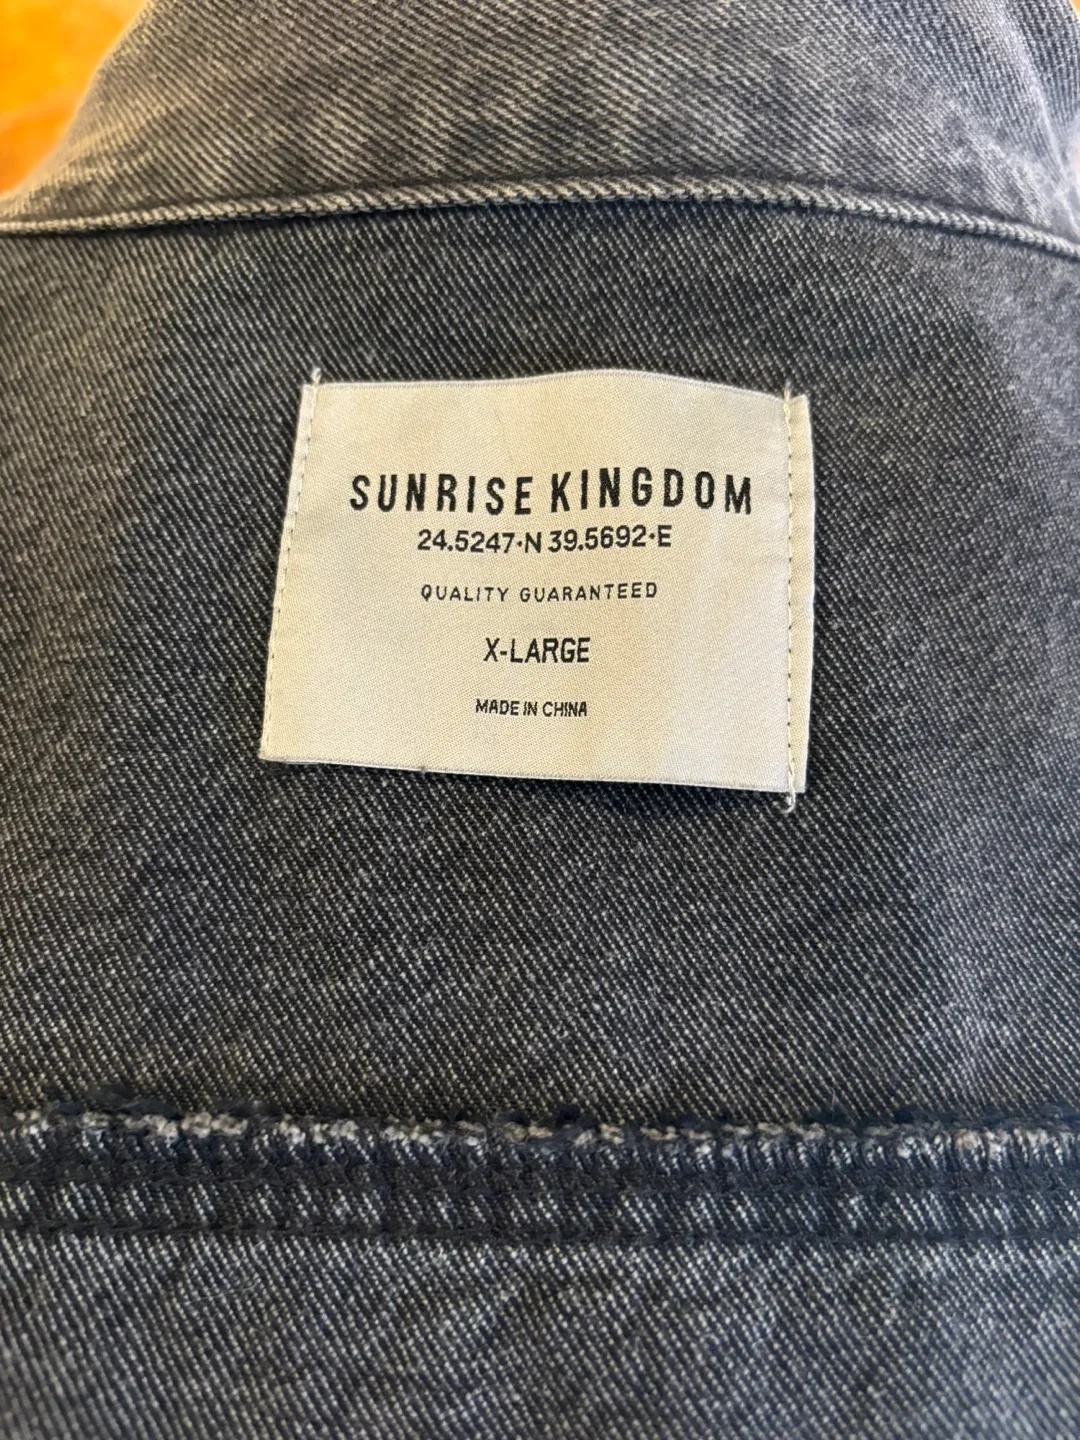 SUNRISE KINGDOM
24.5247·N 39.5692·E
QUALITY GUARANTEED
X-LARGE
MADE IN CHINA